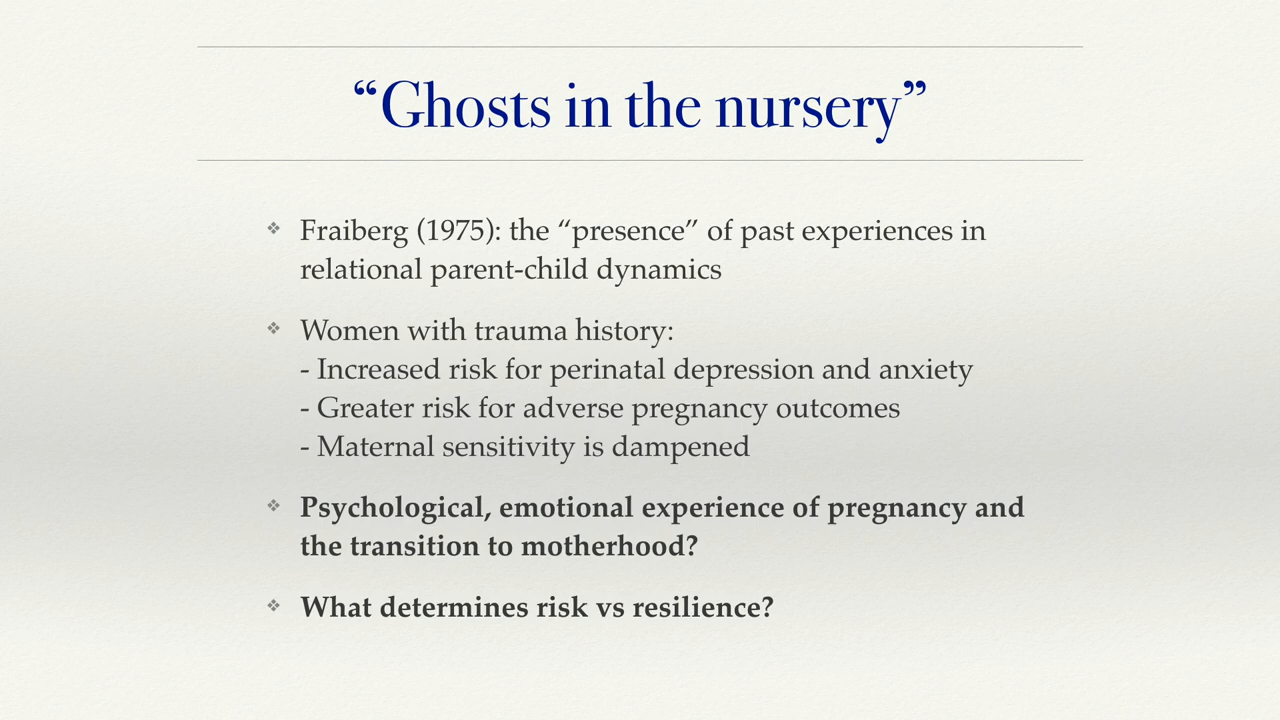 “Ghosts in the nursery”
❖ Fraiberg (1975): the “presence” of past experiences in
relational parent-child dynamics
❖ Women with trauma history:
- Increased risk for perinatal depression and anxiety
- Greater risk for adverse pregnancy outcomes
- Maternal sensitivity is dampened
❖ Psychological, emotional experience of pregnancy and
the transition to motherhood?
❖ What determines risk vs resilience?